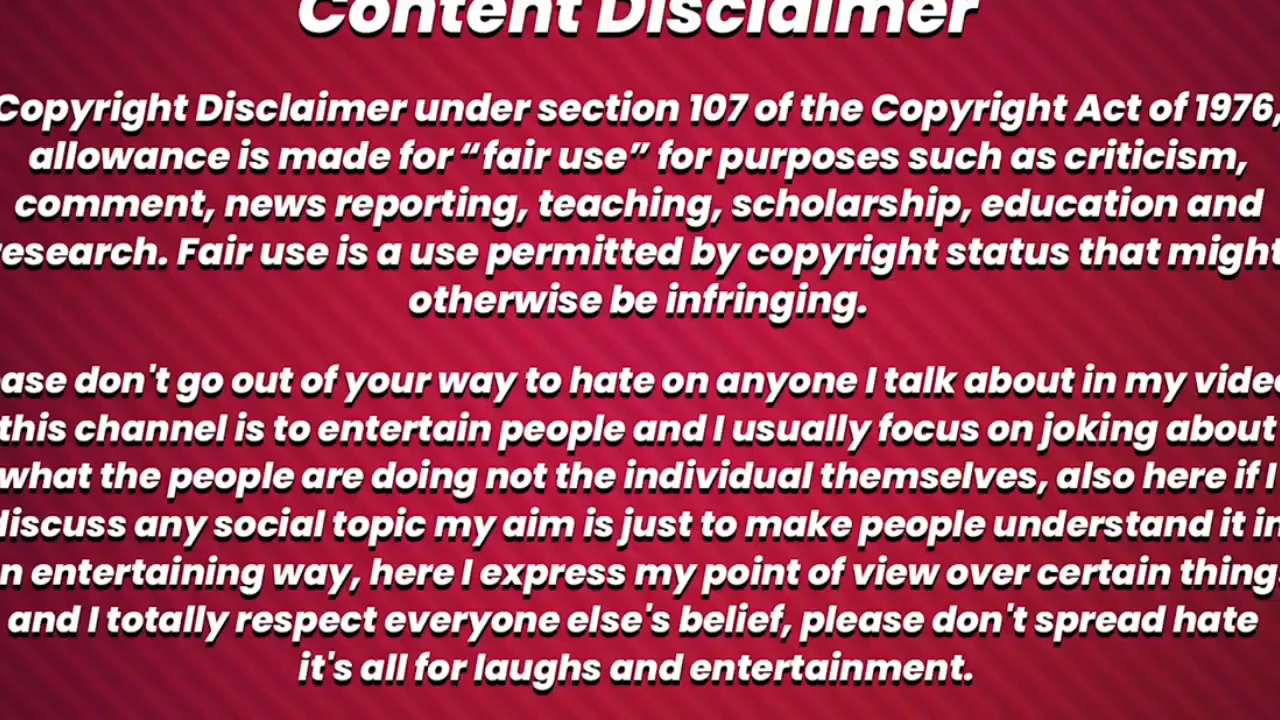 Content Disclaimer
Copyright Disclaimer under section 107 of the Copyright Act of 1976,
allowance is made for “fair use” for purposes such as criticism,
comment, news reporting, teaching, scholarship, education and
research. Fair use is a use permitted by copyright status that might
otherwise be infringing.
ase don't go out of your way to hate on anyone I talk about in my vide
this channel is to entertain people and I usually focus on joking about
what the people are doing not the individual themselves, also here if I
discuss any social topic my aim is just to make people understand it in
n entertaining way, here I express my point of view over certain thing
and I totally respect everyone else's belief, please don't spread hate
it's all for laughs and entertainment.